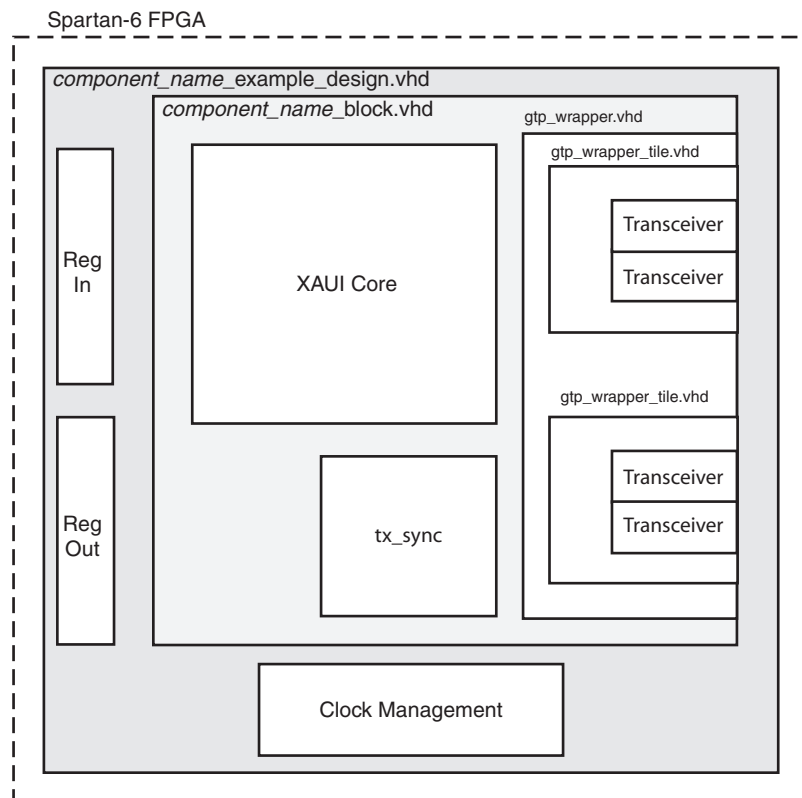 Spartan-6 FPGA
component_name_example_design.vhd
component_name_block.vhd
gtp_wrapper.vhd
gtp_wrapper_tile.vhd
Transceiver
Transceiver
Reg
In
XAUI Core
gtp_wrapper_tile.vhd
Transceiver
Transceiver
Reg
Out
tx_sync
Clock Management